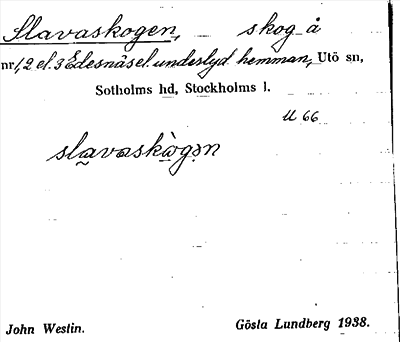 Slavaskogen, skog å
nr 1, 2 el. 3 Edesnäs el. underlyd. hemman, Utö sn,
Sotholms hd, Stockholms l.
U 66
slavaskògən
John Westin. Gösta Lundberg 1938.